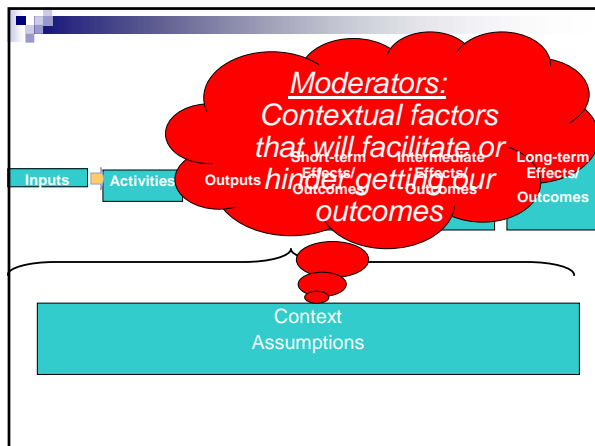 Moderators:
Contextual factors
that will facilitate or
hinder getting our
outcomes
Inputs
Activities
Outputs
Short-term
Effects/
Outcomes
Intermediate
Effects/
Outcomes
Long-term
Effects/
Outcomes
Context
Assumptions